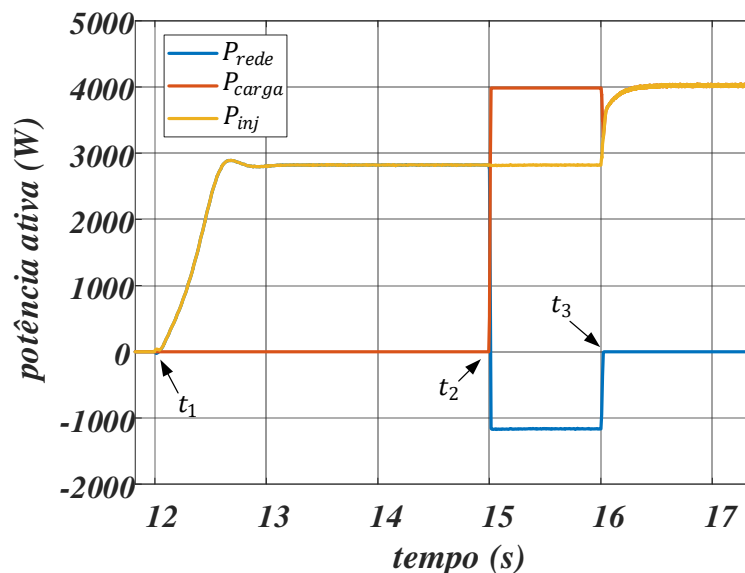 5000
4000
3000
2000
1000
0
-1000
-2000
potência ativa (W)
P_rede
P_carga
P_inj
t_1
t_2
t_3
12 13 14 15 16 17
tempo (s)